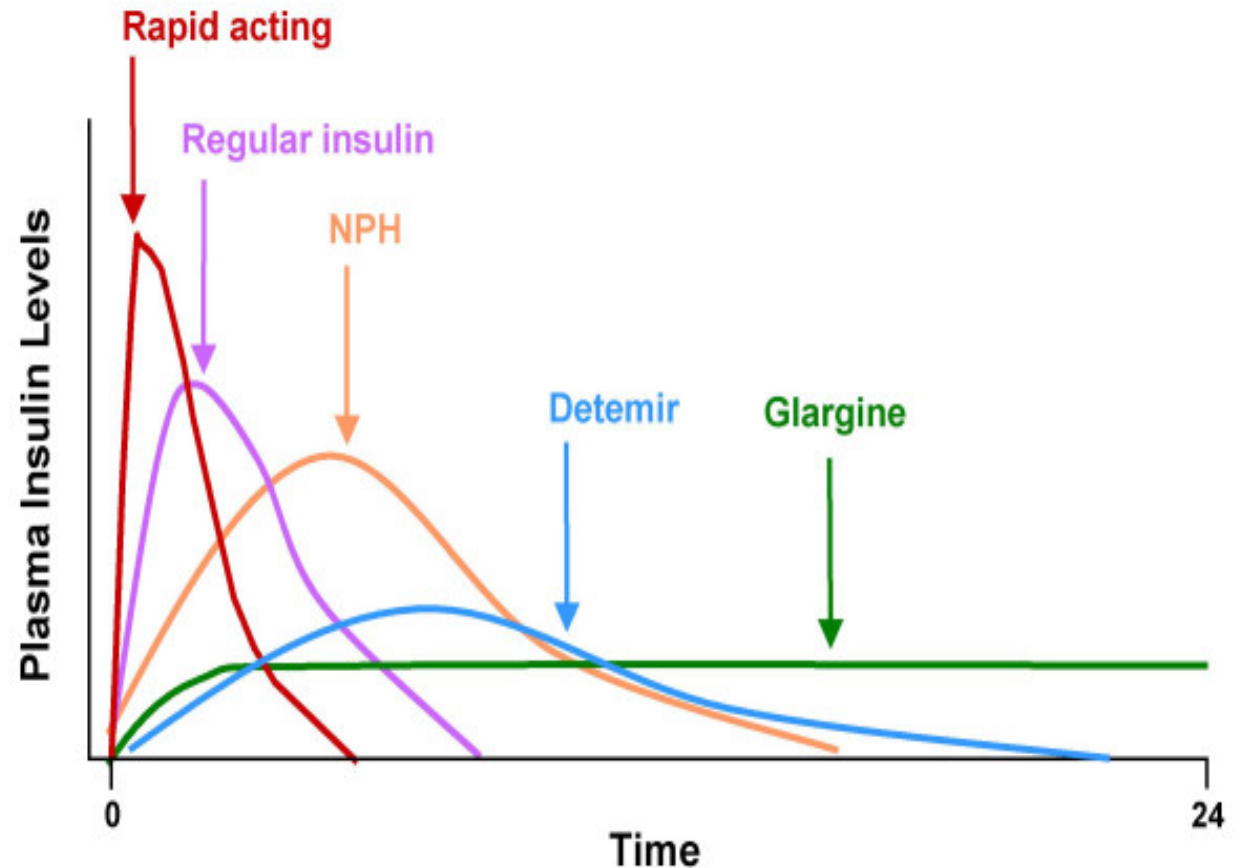 Rapid acting
Regular insulin
NPH
Detemir
Glargine
Plasma Insulin Levels
0
24
Time